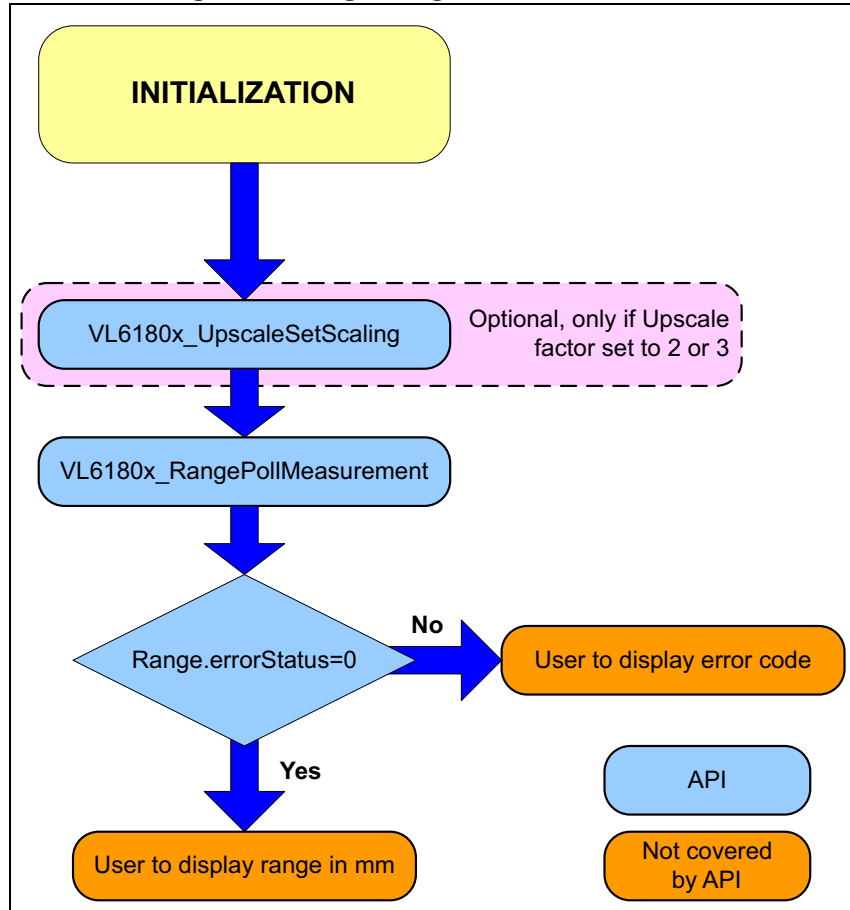 INITIALIZATION
VL6180x_UpscaleSetScaling
Optional, only if Upscale
factor set to 2 or 3
VL6180x_RangePollMeasurement
Range.errorStatus=0
No
User to display error code
Yes
User to display range in mm
API
Not covered
by API